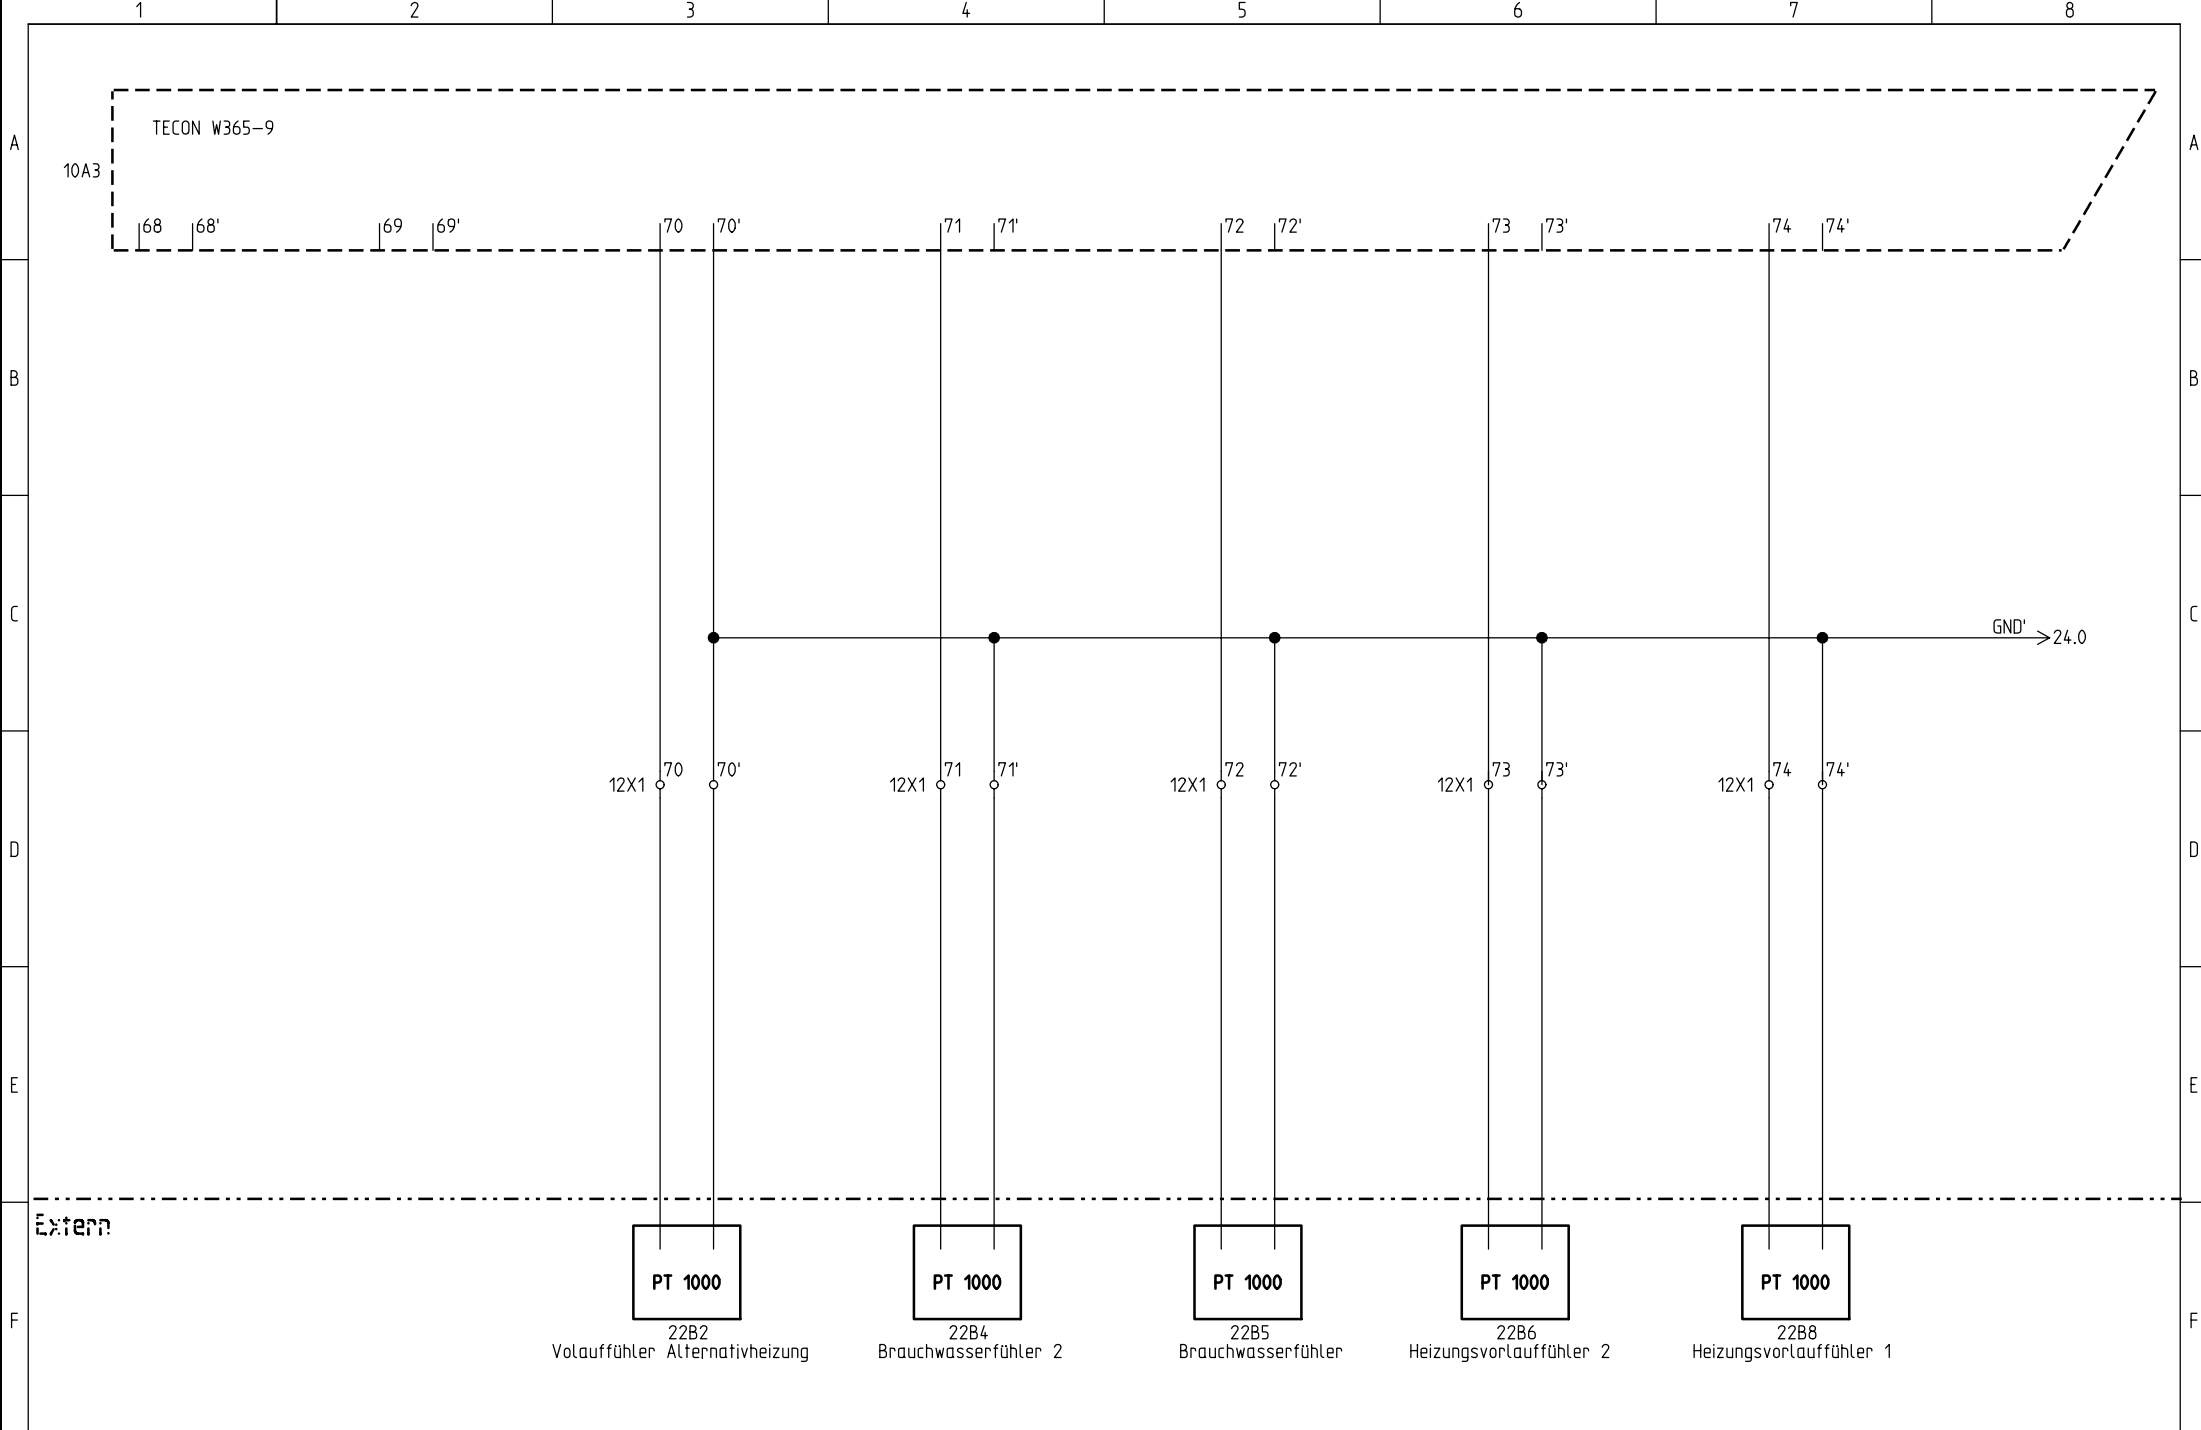 1 2 3 4 5 6 7 8
TECON W365-9
A A
10A3
68 68' 69 69' 70 70' 71 71' 72 72' 73 73' 74 74'
B B
C C
GND'
24.0
70 70' 71 71' 72 72' 73 73' 74 74'
12X1 12X1 12X1 12X1 12X1
D D
E E
Extern
PT 1000 PT 1000 PT 1000 PT 1000 PT 1000
F F
22B2 22B4 22B5 22B6 22B8
Volauffühler Alternativheizung Brauchwasserfühler 2 Brauchwasserfühler Heizungsvorlauffühler 2 Heizungsvorlauffühler 1